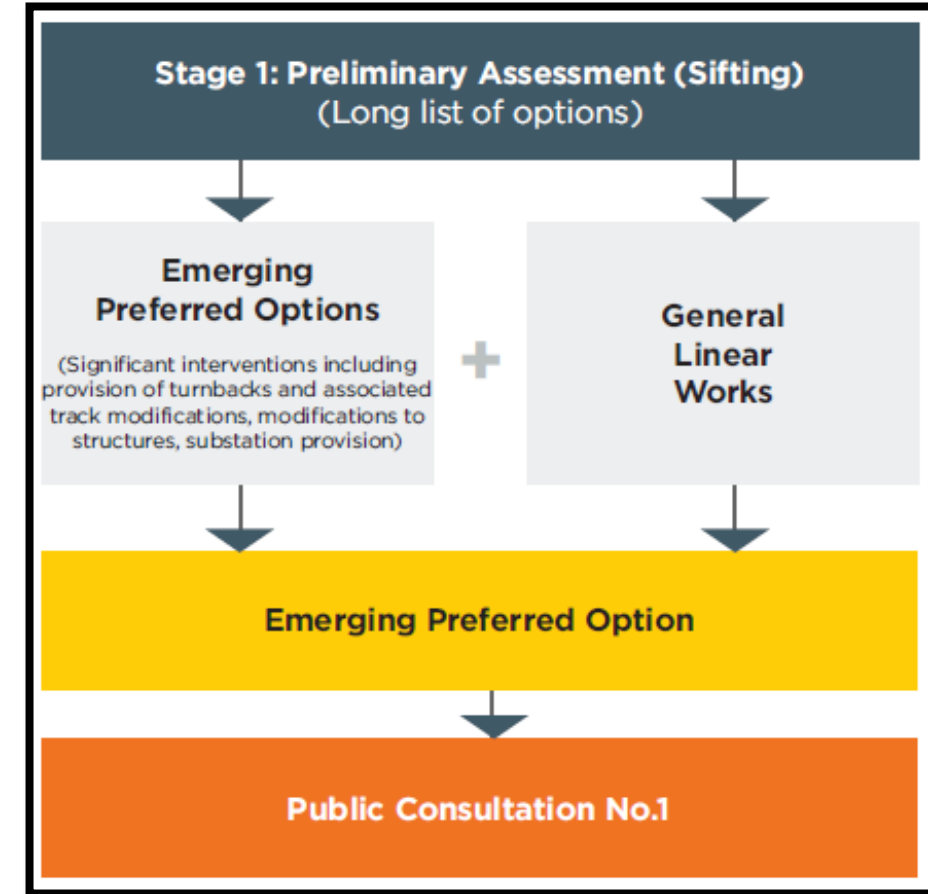 Stage 1: Preliminary Assessment (Sifting)
(Long list of options)
Emerging
Preferred Options
(Significant interventions including
provision of turnbacks and associated
track modifications, modifications to
structures, substation provision)
+
General
Linear
Works
Emerging Preferred Option
Public Consultation No.1